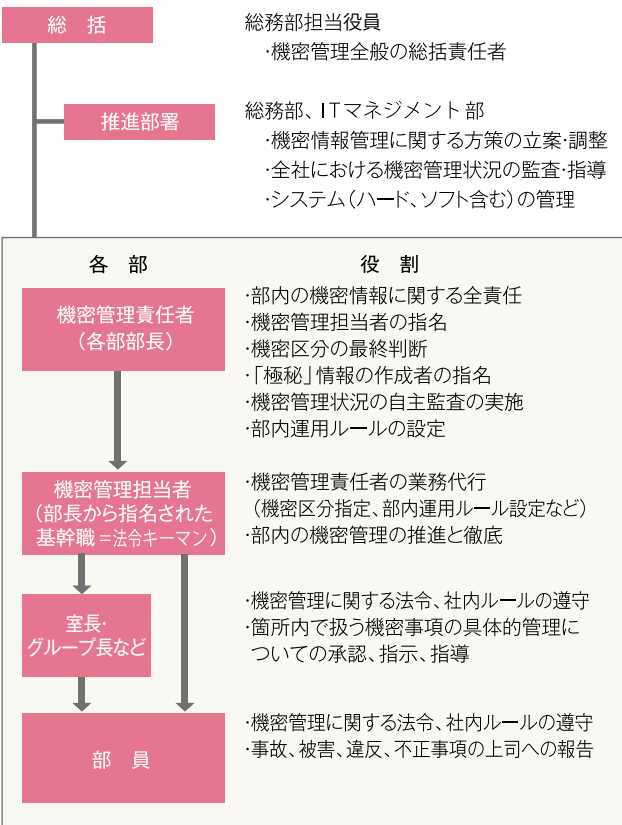 総　括
総務部担当役員
･機密管理全般の総括責任者
推進部署
総務部、ITマネジメント部
･機密情報管理に関する方策の立案･調整
･全社における機密管理状況の監査･指導
･システム（ハード、ソフト含む）の管理
各　部
役　割
機密管理責任者
（各部部長）
･部内の機密情報に関する全責任
･機密管理担当者の指名
･機密区分の最終判断
･「極秘」情報の作成者の指名
･機密管理状況の自主監査の実施
･部内運用ルールの設定
機密管理担当者
（部長から指名された
基幹職=法令キーマン）
･機密管理責任者の業務代行
（機密区分指定、部内運用ルール設定など）
･部内の機密管理の推進と徹底
室長･
グループ長など
･機密管理に関する法令、社内ルールの遵守
･箇所内で扱う機密事項の具体的管理に
ついての承認、指示、指導
部　員
･機密管理に関する法令、社内ルールの遵守
･事故、被害、違反、不正事項の上司への報告